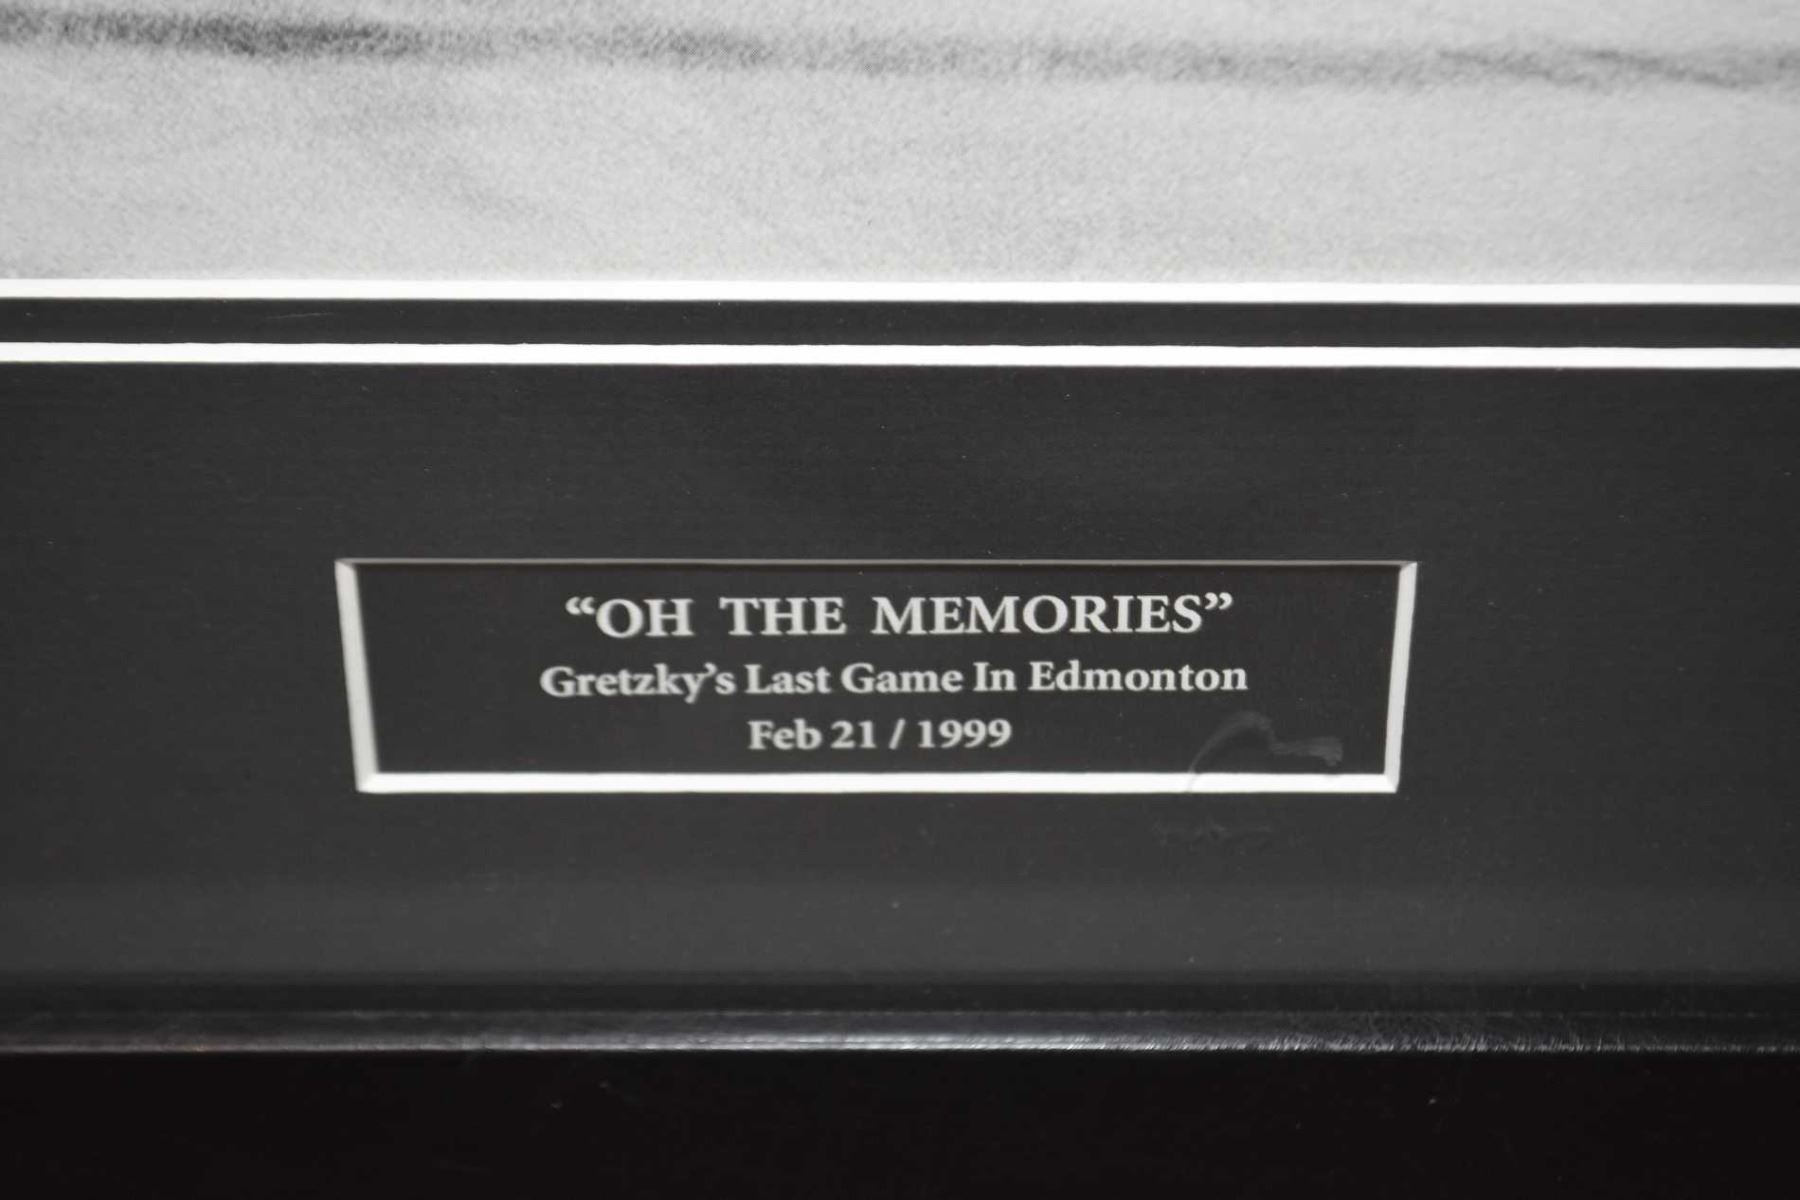 “OH THE MEMORIES”
Gretzky’s Last Game In Edmonton
Feb 21 / 1999